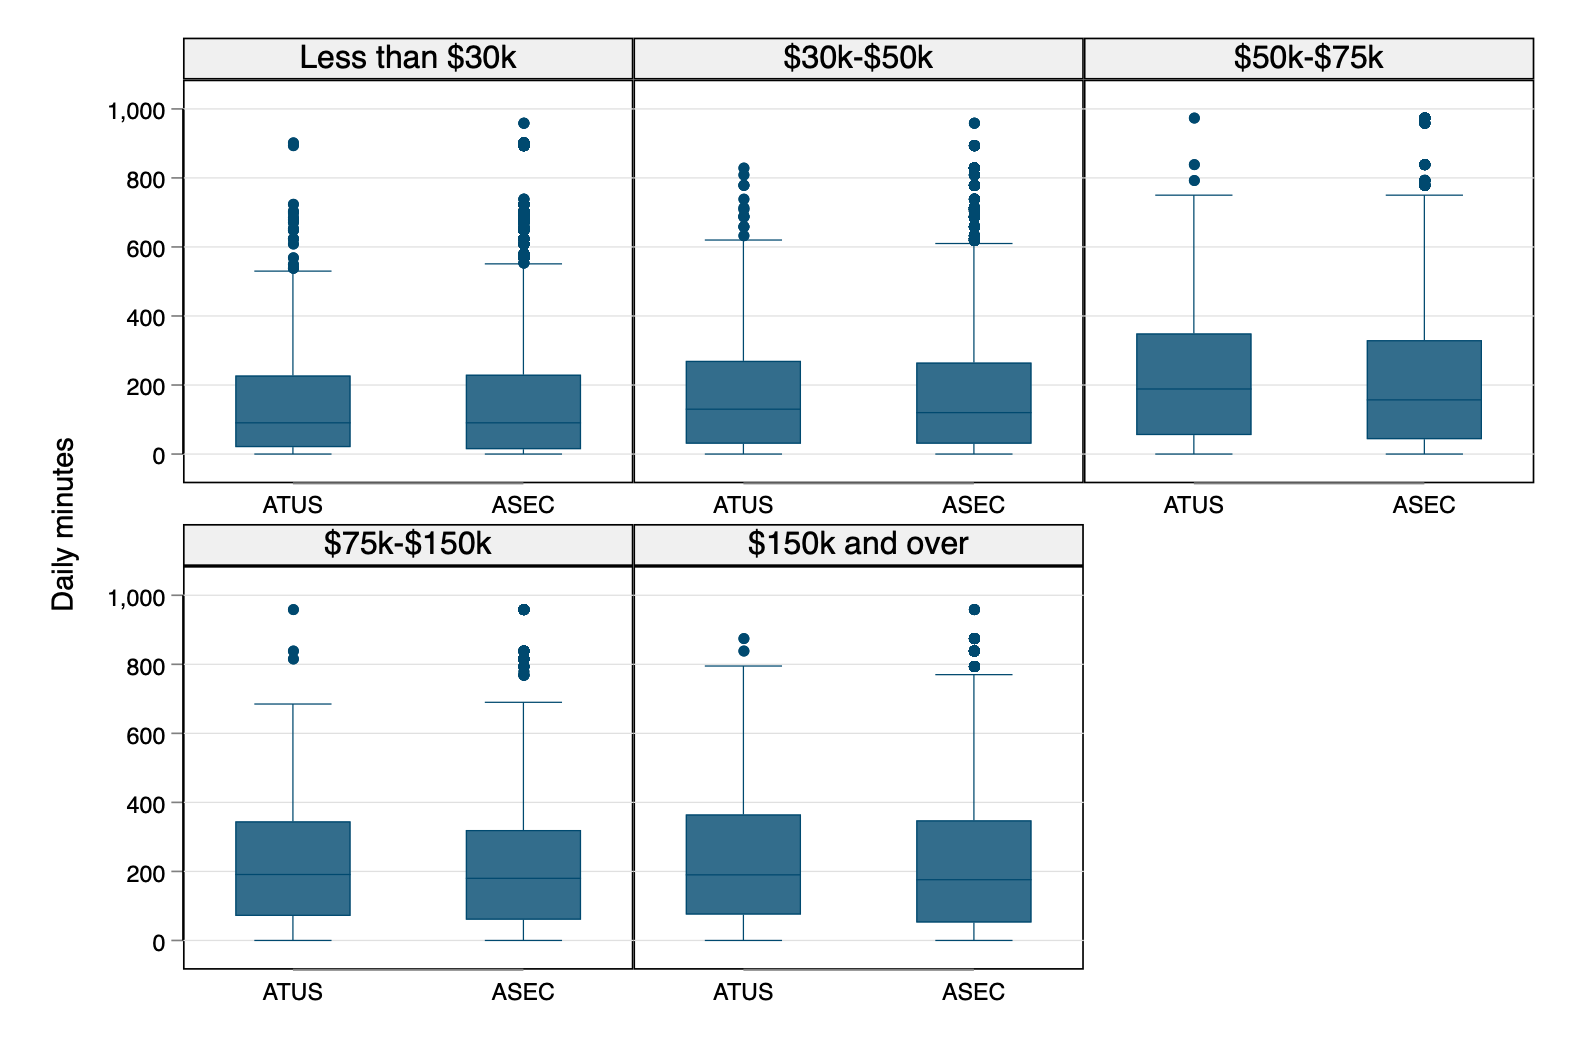 Less than $30k
$30k-$50k
$50k-$75k
1,000
800
600
400
200
0
ATUS
ASEC
ATUS
ASEC
ATUS
ASEC
Daily minutes
$75k-$150k
$150k and over
1,000
800
600
400
200
0
ATUS
ASEC
ATUS
ASEC